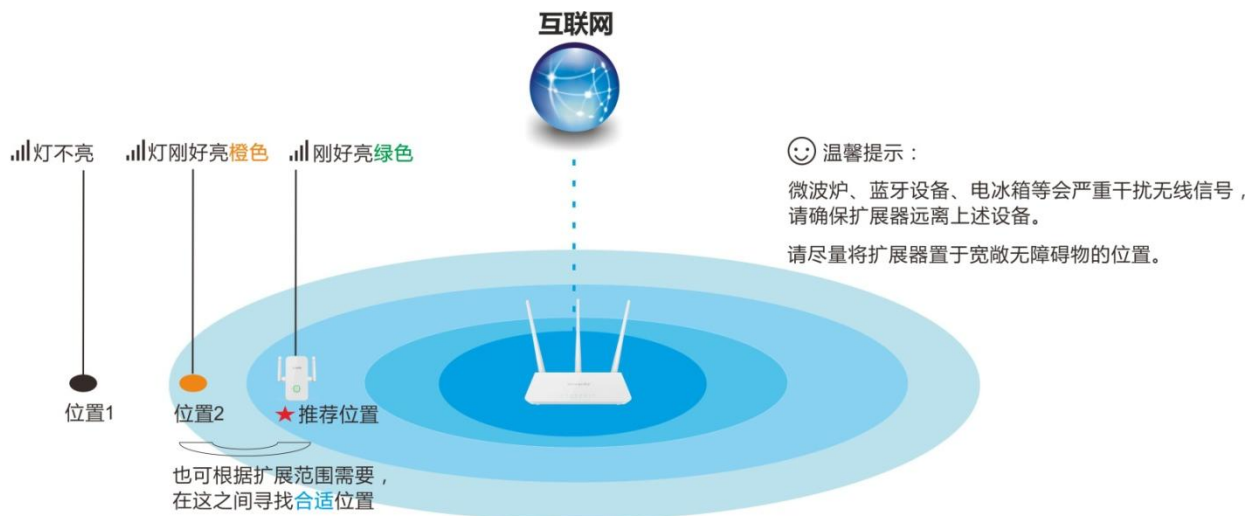 互联网
灯不亮
灯刚好亮橙色
刚好亮绿色
温馨提示：
微波炉、蓝牙设备、电冰箱等会严重干扰无线信号，
请确保扩展器远离上述设备。
请尽量将扩展器置于宽敞无障碍物的位置。
位置1
位置2
★推荐位置
也可根据扩展范围需要，
在这之间寻找合适位置